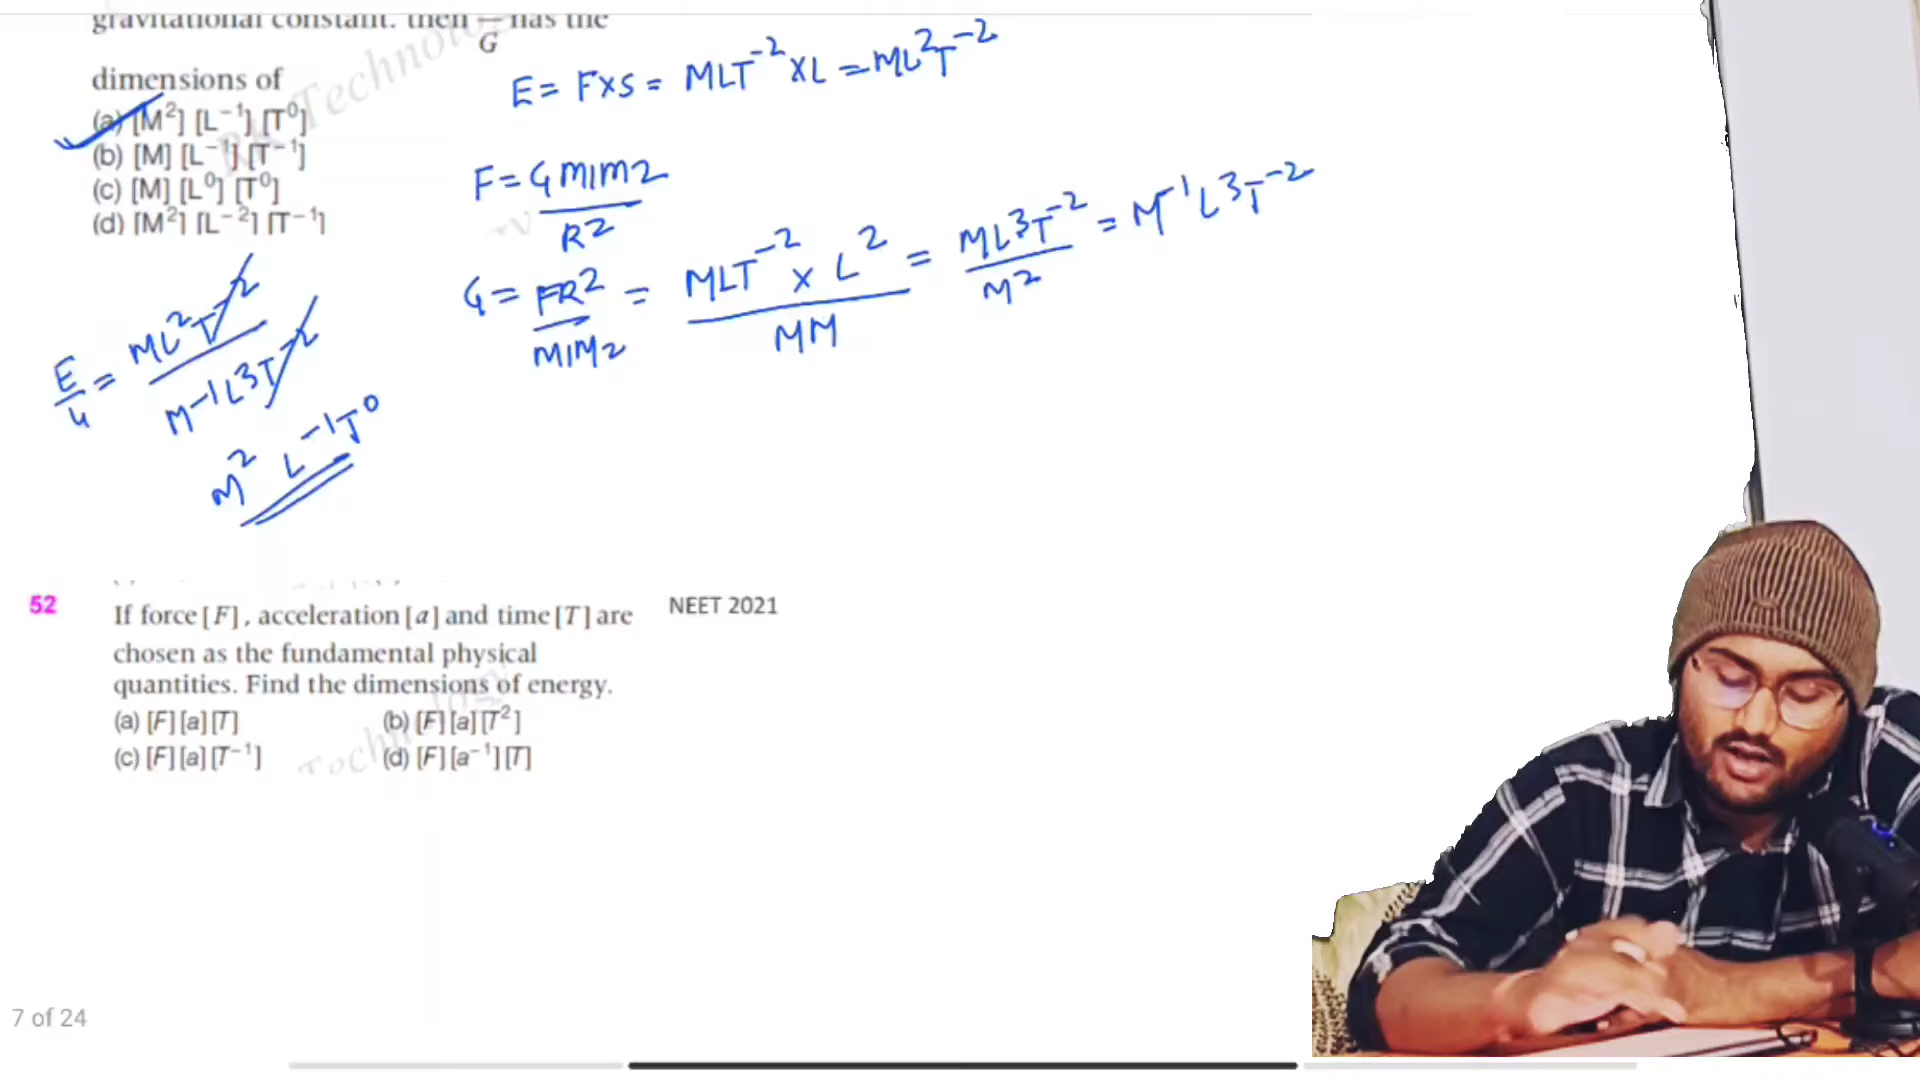 gravitational constant. then — has the
G
dimensions of
(a) [M²] [L⁻¹] [T⁰]
(b) [M] [L⁻¹] [T⁻¹]
(c) [M] [L⁰] [T⁰]
(d) [M²] [L⁻²] [T⁻¹]
E = F×S = MLT⁻² × L = ML²T⁻²
F = G M1M2
R²
G = FR² = MLT⁻² × L² = ML³T⁻² = M⁻¹L³T⁻²
M1M2 MM M²
E = ML²T⁻²
G M⁻¹L³T⁻²
M² L⁻¹T⁰
52 If force [F], acceleration [a] and time [T] are NEET 2021
chosen as the fundamental physical
quantities. Find the dimensions of energy.
(a) [F][a][T] (b) [F][a][T²]
(c) [F][a][T⁻¹] (d) [F][a⁻¹][T]
7 of 24